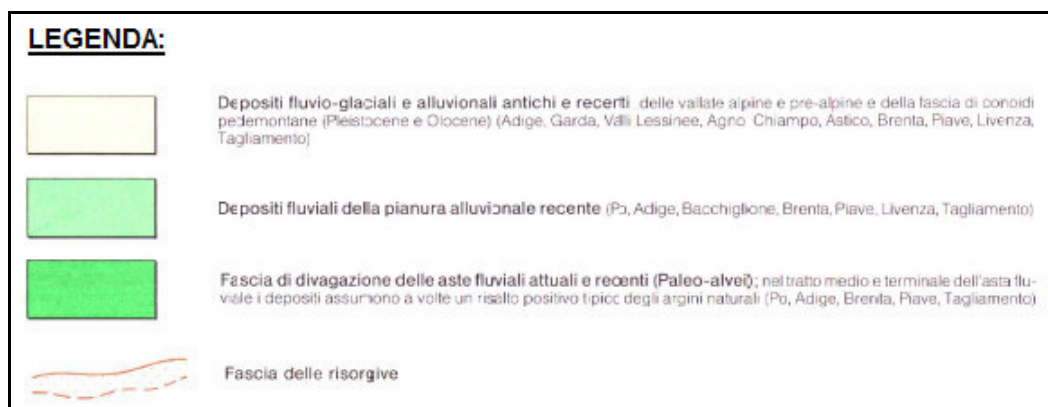 LEGENDA:
Depositi fluvio-glaciali e alluvionali antichi e recenti delle vallate alpine e pre-alpine e della fascia di conoidi
pedemontane (Pleistocene e Olocene) (Adige, Garda, Valli Lessinee, Agno Chiampo, Astico, Brenta, Piave, Livenza,
Tagliamento)
Depositi fluviali della pianura alluvionale recente (Po, Adige, Bacchiglione, Brenta, Piave, Livenza, Tagliamento)
Fascia di divagazione delle aste fluviali attuali e recenti (Paleo-alvei); nel tratto medio e terminale dell'asta flu-
viale i depositi assumono a volte un risalto positivo tipico degli argini naturali (Po, Adige, Brenta, Piave, Tagliamento)
Fascia delle risorgive